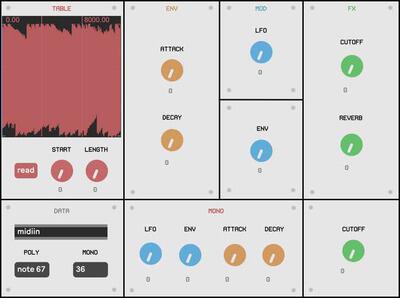 TABLE
0.00 8000.00
START LENGTH
read
0 0
ENV
ATTACK
0
DECAY
0
MOD
LFO
0
ENV
0
FX
CUTOFF
0
REVERB
0
DATA
midiin
POLY MONO
note 67 36
MONO
LFO ENV ATTACK DECAY
0 0 0 0
CUTOFF
0